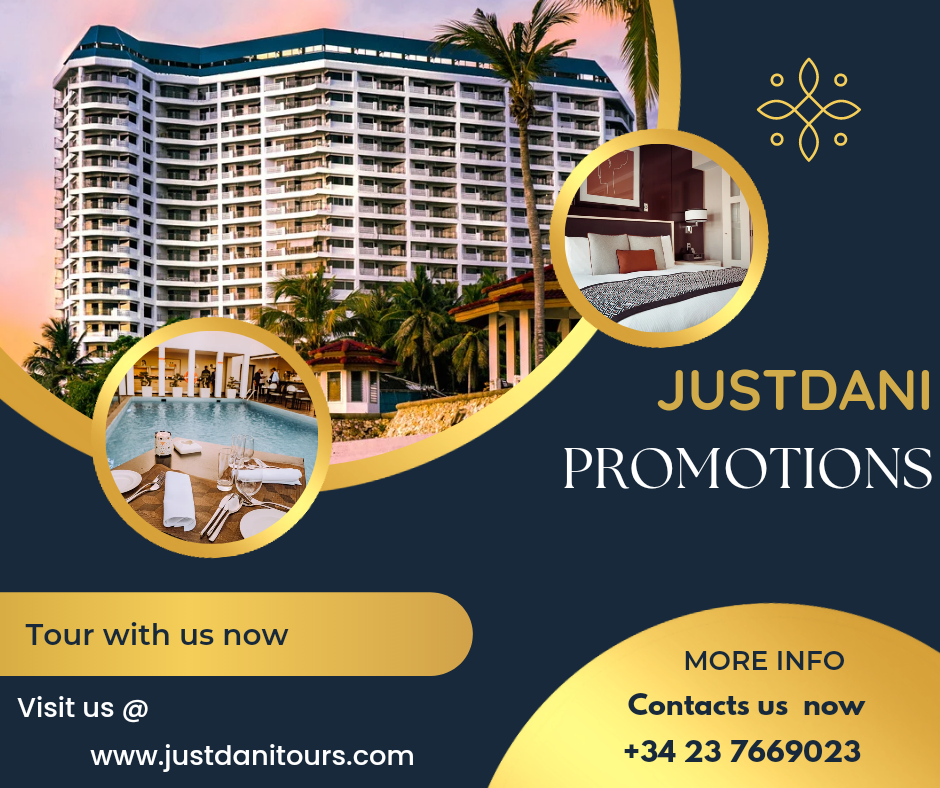 JUSTDANI
PROMOTIONS
Tour with us now
Visit us @
www.justdanitours.com
MORE INFO
Contacts us now
+34 23 7669023